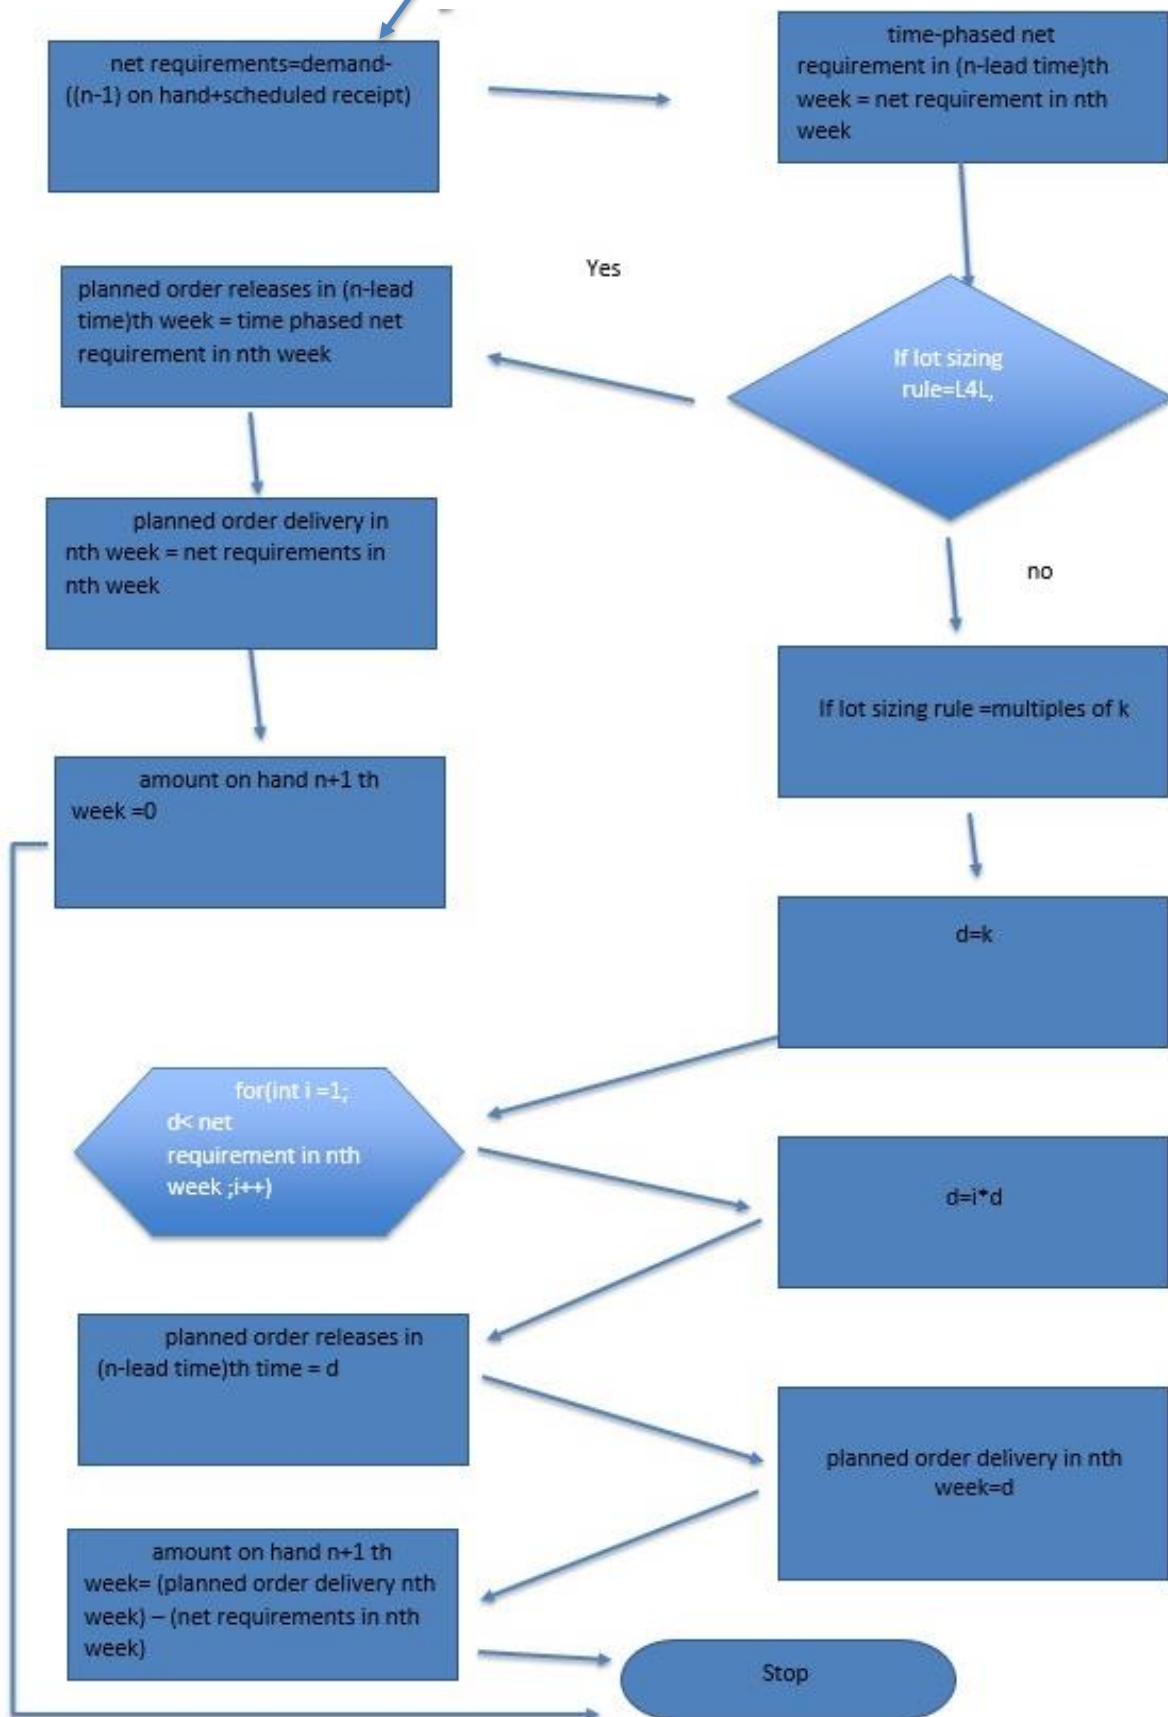 net requirements=demand-
((n-1) on hand+scheduled receipt)
time-phased net
requirement in (n-lead time)th
week = net requirement in nth
week
If lot sizing
rule=L4L,
Yes
planned order releases in (n-lead
time)th week = time phased net
requirement in nth week
planned order delivery in
nth week = net requirements in
nth week
amount on hand n+1 th
week =0
no
If lot sizing rule =multiples of k
d=k
for(int i =1;
d< net
requirement in nth
week ;i++)
d=i*d
planned order releases in
(n-lead time)th time = d
planned order delivery in nth
week=d
amount on hand n+1 th
week= (planned order delivery nth
week) – (net requirements in nth
week)
Stop